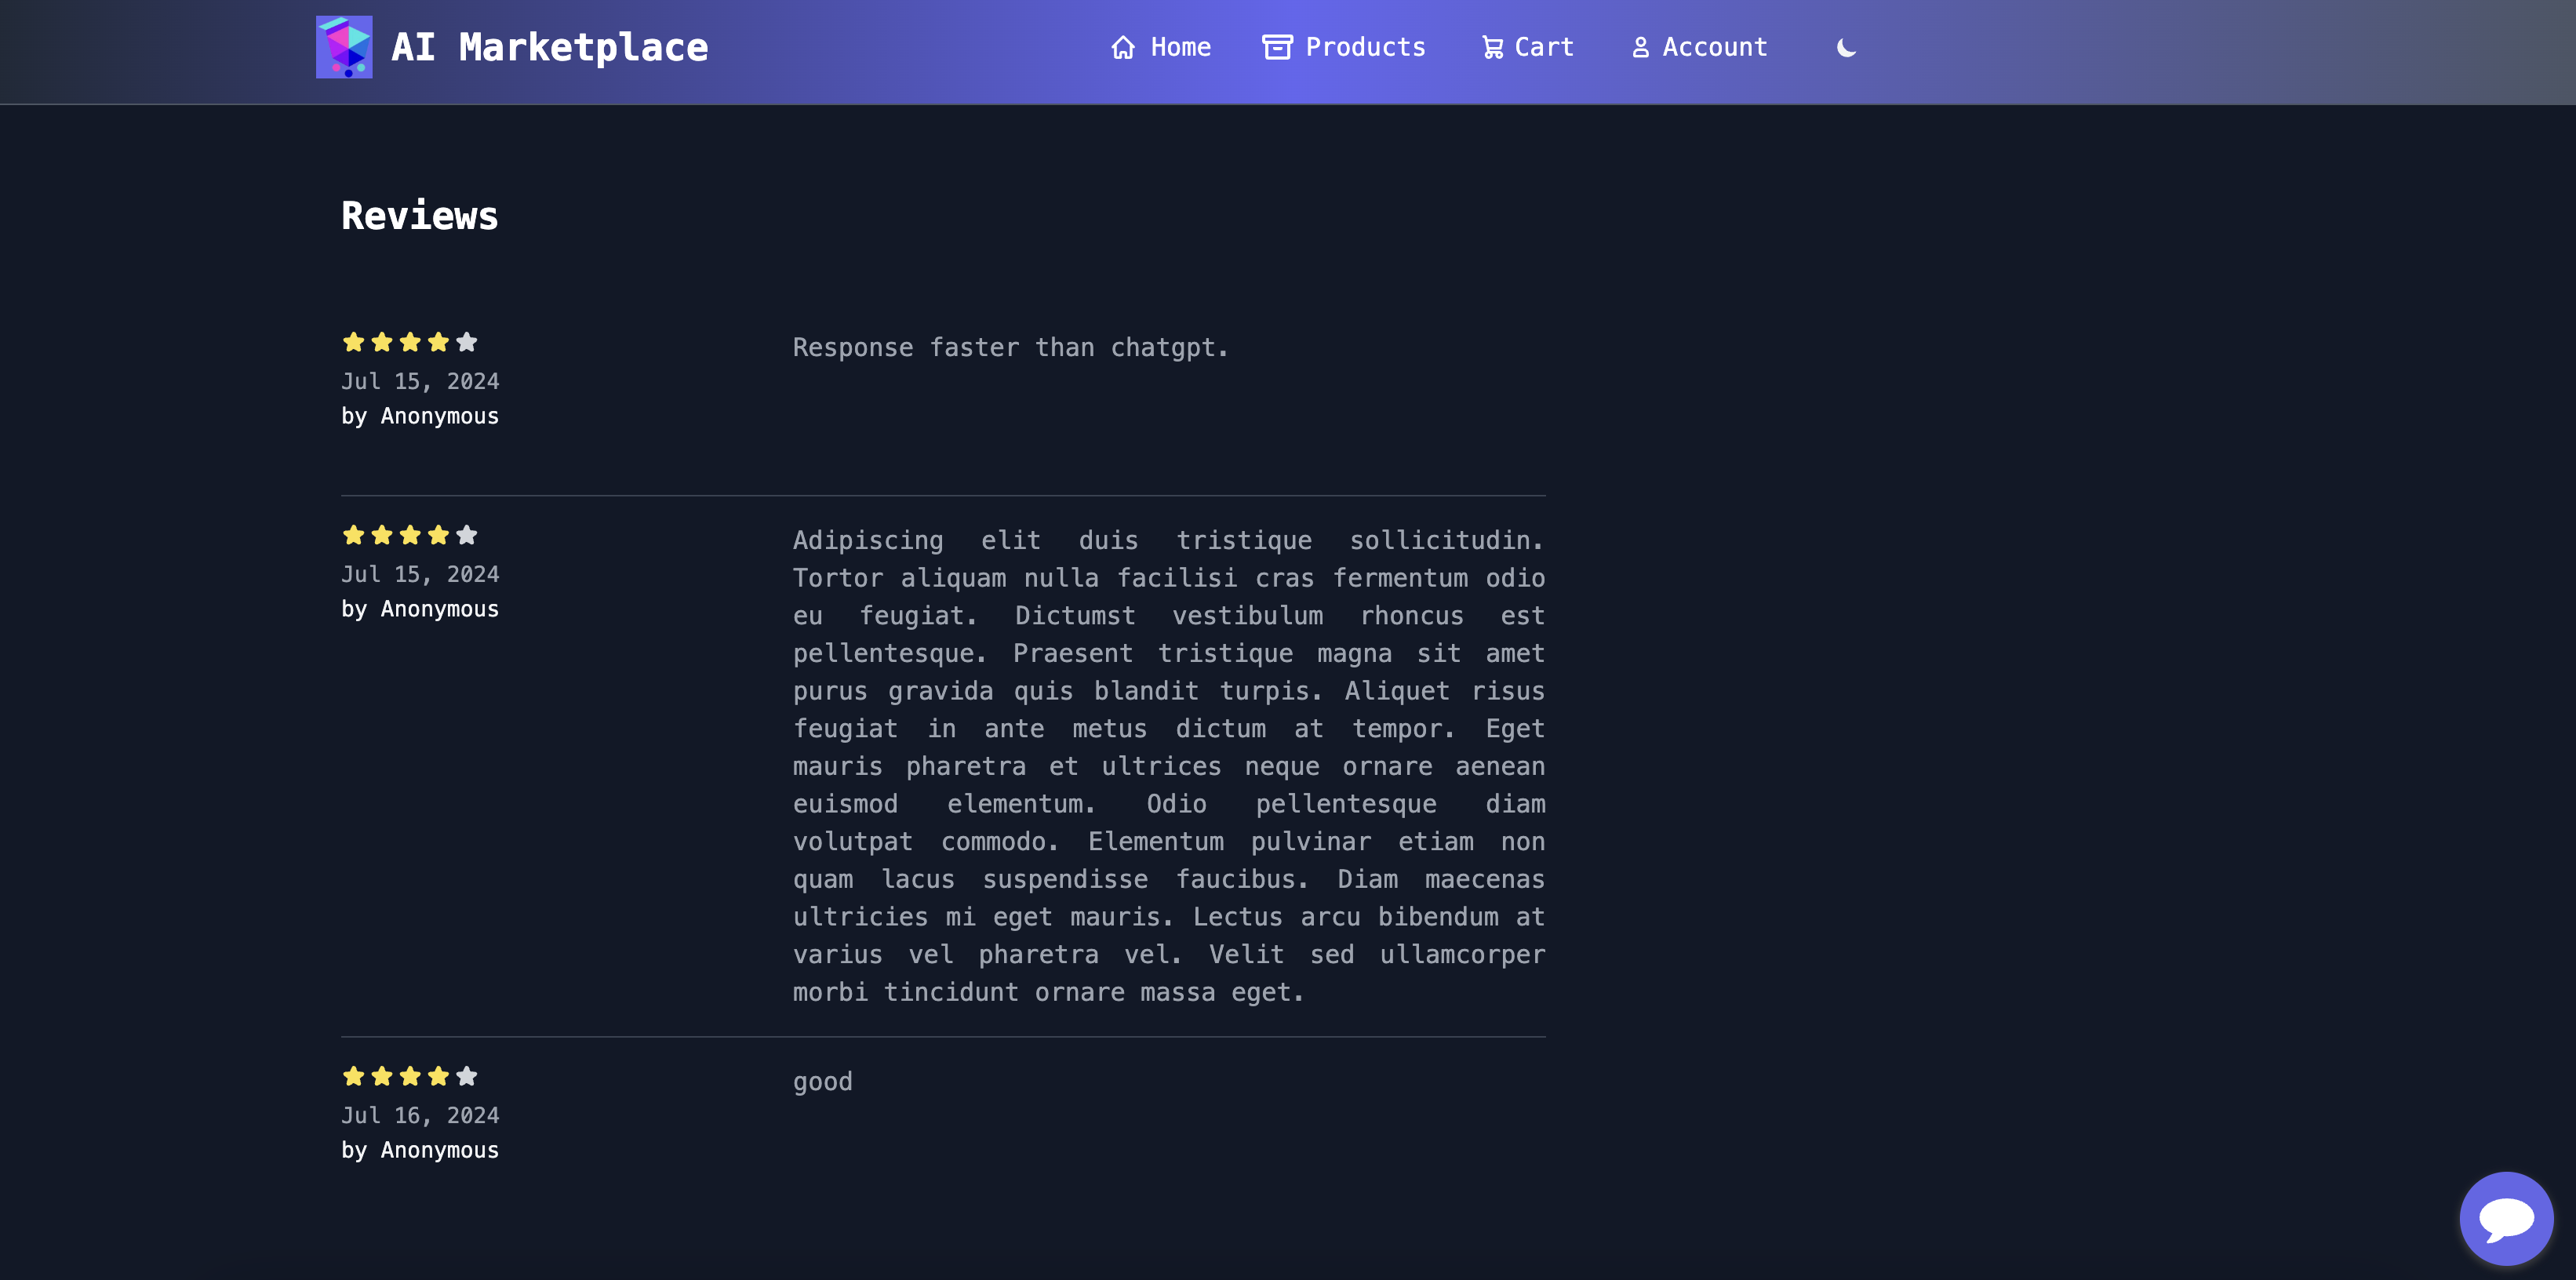 AI Marketplace
Home
Products
Cart
Account
Reviews
Jul 15, 2024
by Anonymous
Response faster than chatgpt.
Jul 15, 2024
by Anonymous
Adipiscing elit duis tristique sollicitudin.
Tortor aliquam nulla facilisi cras fermentum odio
eu feugiat. Dictumst vestibulum rhoncus est
pellentesque. Praesent tristique magna sit amet
purus gravida quis blandit turpis. Aliquet risus
feugiat in ante metus dictum at tempor. Eget
mauris pharetra et ultrices neque ornare aenean
euismod elementum. Odio pellentesque diam
volutpat commodo. Elementum pulvinar etiam non
quam lacus suspendisse faucibus. Diam maecenas
ultricies mi eget mauris. Lectus arcu bibendum at
varius vel pharetra vel. Velit sed ullamcorper
morbi tincidunt ornare massa eget.
Jul 16, 2024
by Anonymous
good